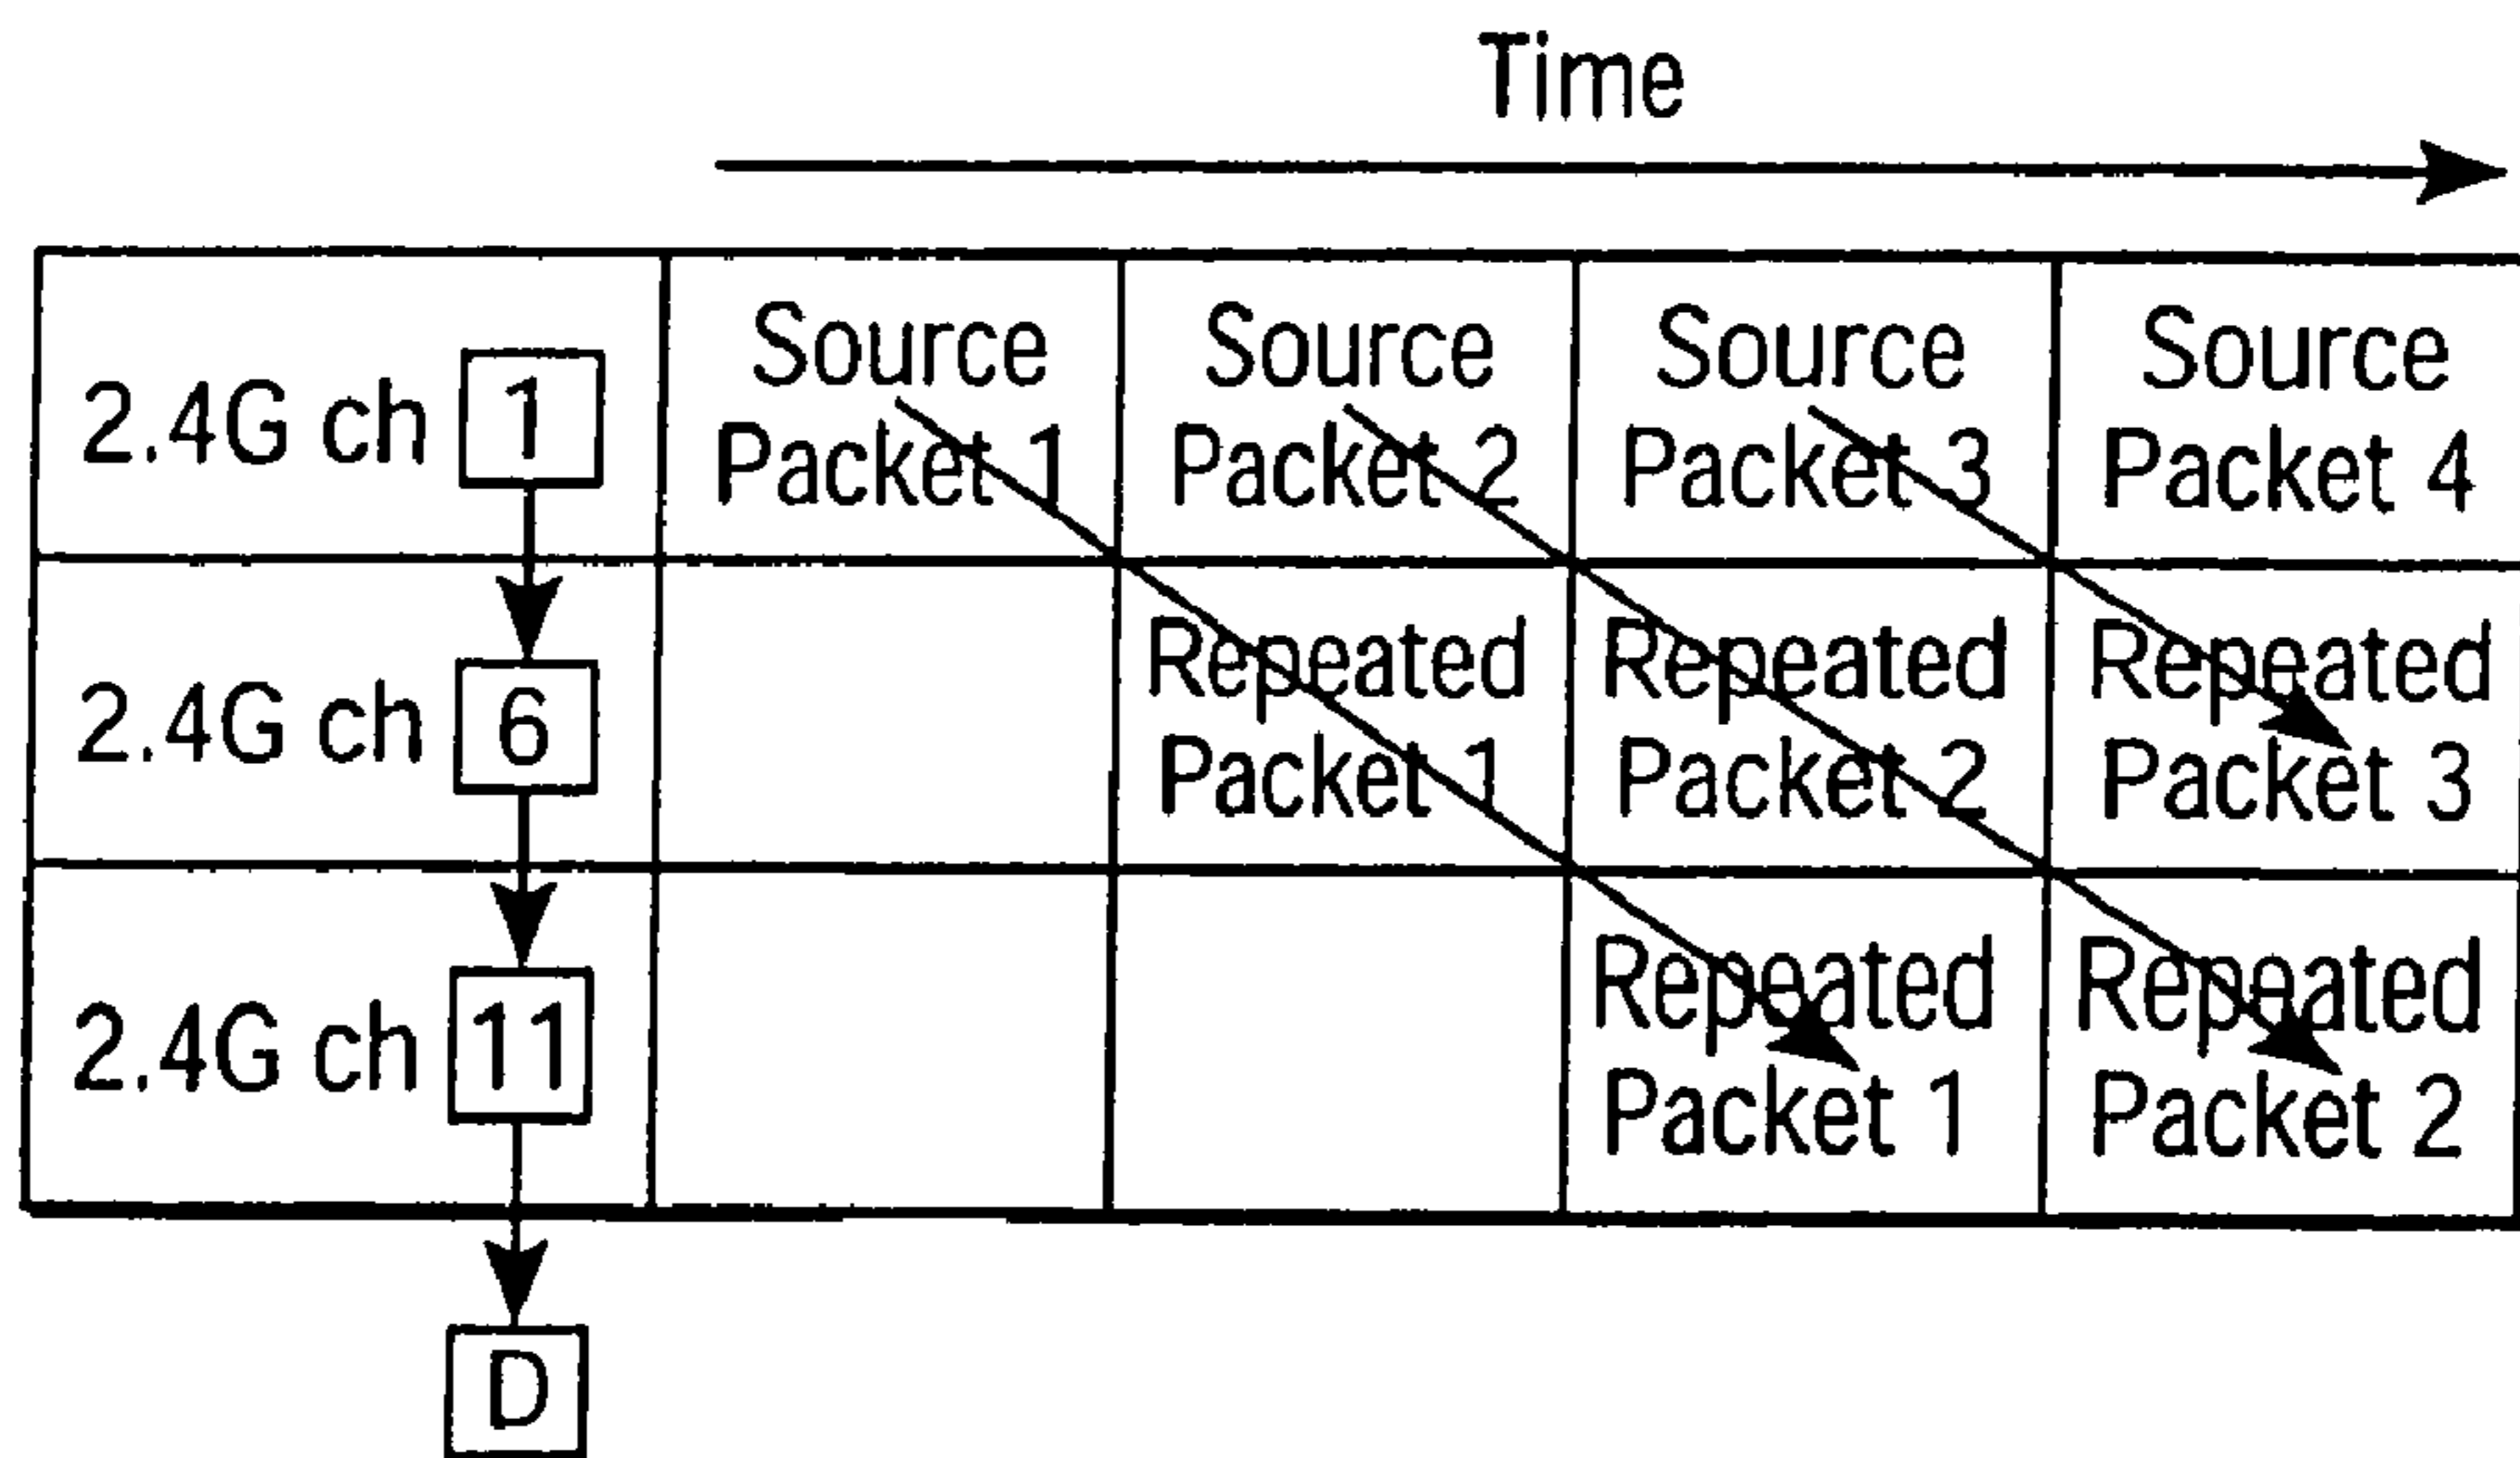 Time
2.4G ch 1
Source
Packet 1
Source
Packet 2
Source
Packet 3
Source
Packet 4
2.4G ch 6
Repeated
Packet 1
Repeated
Packet 2
Repeated
Packet 3
2.4G ch 11
Repeated
Packet 1
Repeated
Packet 2
D